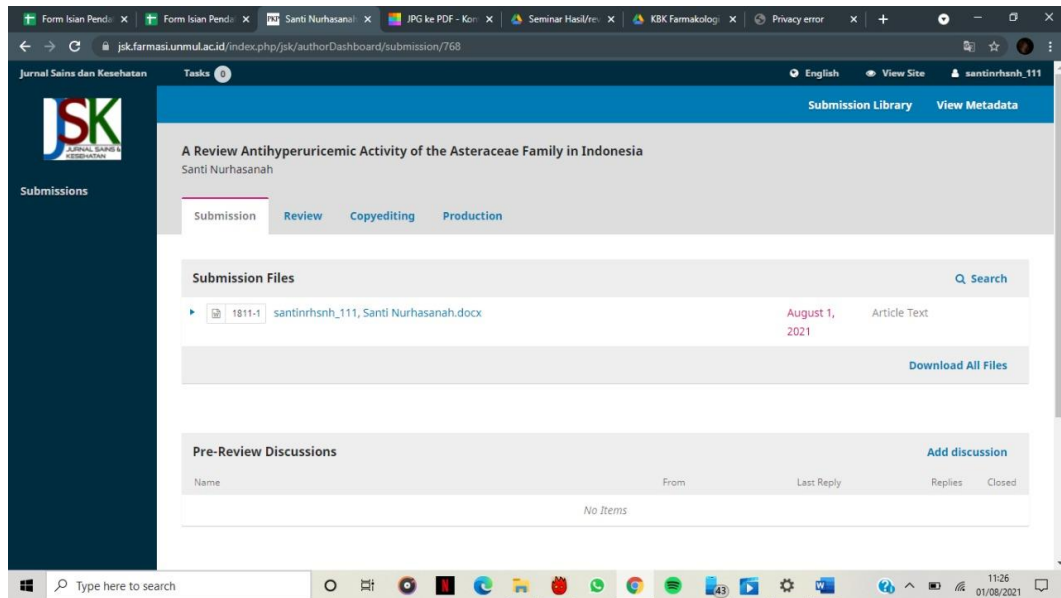 Form Isian Penda
Form Isian Penda
PKP Santi Nurhasanah
JPG ke PDF - Kon
Seminar Hasil/rev
KBK Farmakologi
Privacy error
jsk.farmasi.unmul.ac.id/index.php/jsk/authorDashboard/submission/768
Jurnal Sains dan Kesehatan
Tasks 0
English
View Site
santinrhsnh_111
JSK
JURNAL SAINS &
KESEHATAN
Submission Library
View Metadata
A Review Antihyperuricemic Activity of the Asteraceae Family in Indonesia
Santi Nurhasanah
Submissions
Submission
Review
Copyediting
Production
Submission Files
Search
1811-1 santinrhsnh_111, Santi Nurhasanah.docx
August 1,
2021
Article Text
Download All Files
Pre-Review Discussions
Add discussion
Name From Last Reply Replies Closed
No Items
Type here to search
43
11:26
01/08/2021